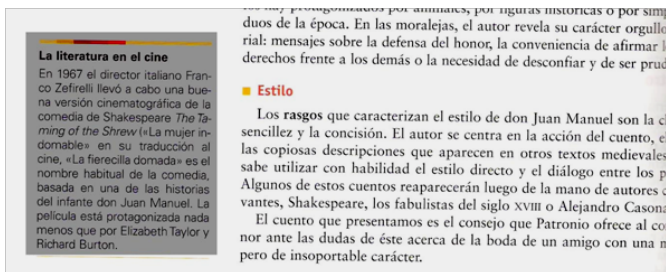 La literatura en el cine
En 1967 el director italiano Fran-
co Zefirelli llevó a cabo una bue-
na versión cinematográfica de la
comedia de Shakespeare The Ta-
ming of the Shrew («La mujer in-
domable» en su traducción al
cine, «La fierecilla domada» es el
nombre habitual de la comedia,
basada en una de las historias
del infante don Juan Manuel. La
película está protagonizada nada
menos que por Elizabeth Taylor y
Richard Burton.
los hay protagonizados por animales, por figuras históricas o por
duos de la época. En las moralejas, el autor revela su carácter
rial: mensajes sobre la defensa del honor, la conveniencia de afirmar
derechos frente a los demás o la necesidad de desconfiar y de ser
Estilo
Los rasgos que caracterizan el estilo de don Juan Manuel son la
sencillez y la concisión. El autor se centra en la acción del cuento,
las copiosas descripciones que aparecen en otros textos medievales
sabe utilizar con habilidad el estilo directo y el diálogo entre los
Algunos de estos cuentos reaparecerán luego de la mano de autores
vantes, Shakespeare, los fabulistas del siglo XVIII o Alejandro Casona
El cuento que presentamos es el consejo que Patronio ofrece al
nor ante las dudas de éste acerca de la boda de un amigo con una
pero de insoportable carácter.